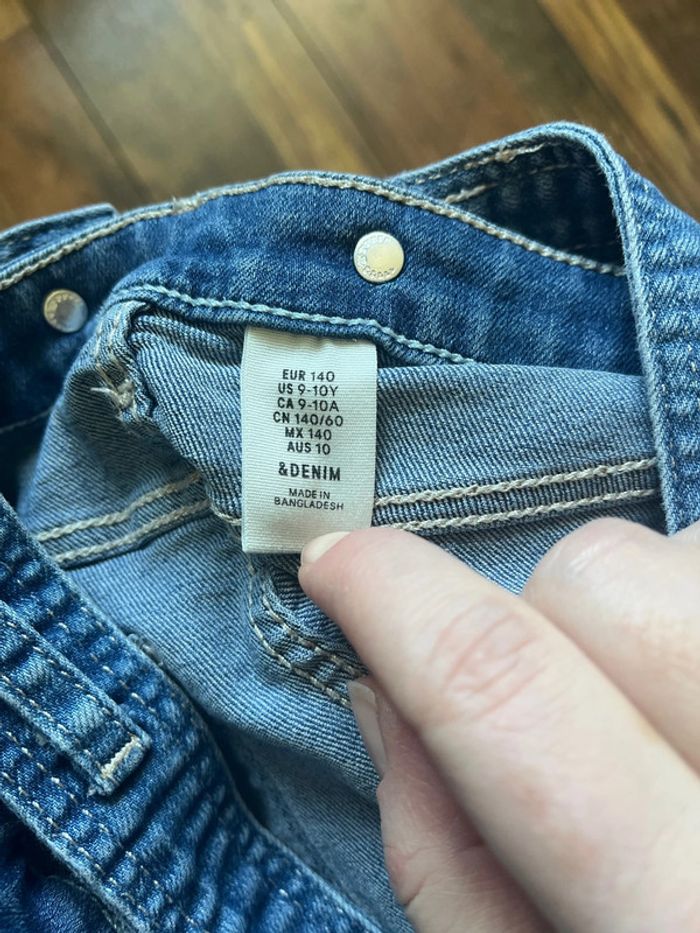 EUR 140
US 9-10Y
CA 9-10A
CN 140/60
MX 140
AUS 10
&DENIM
MADE IN
BANGLADESH